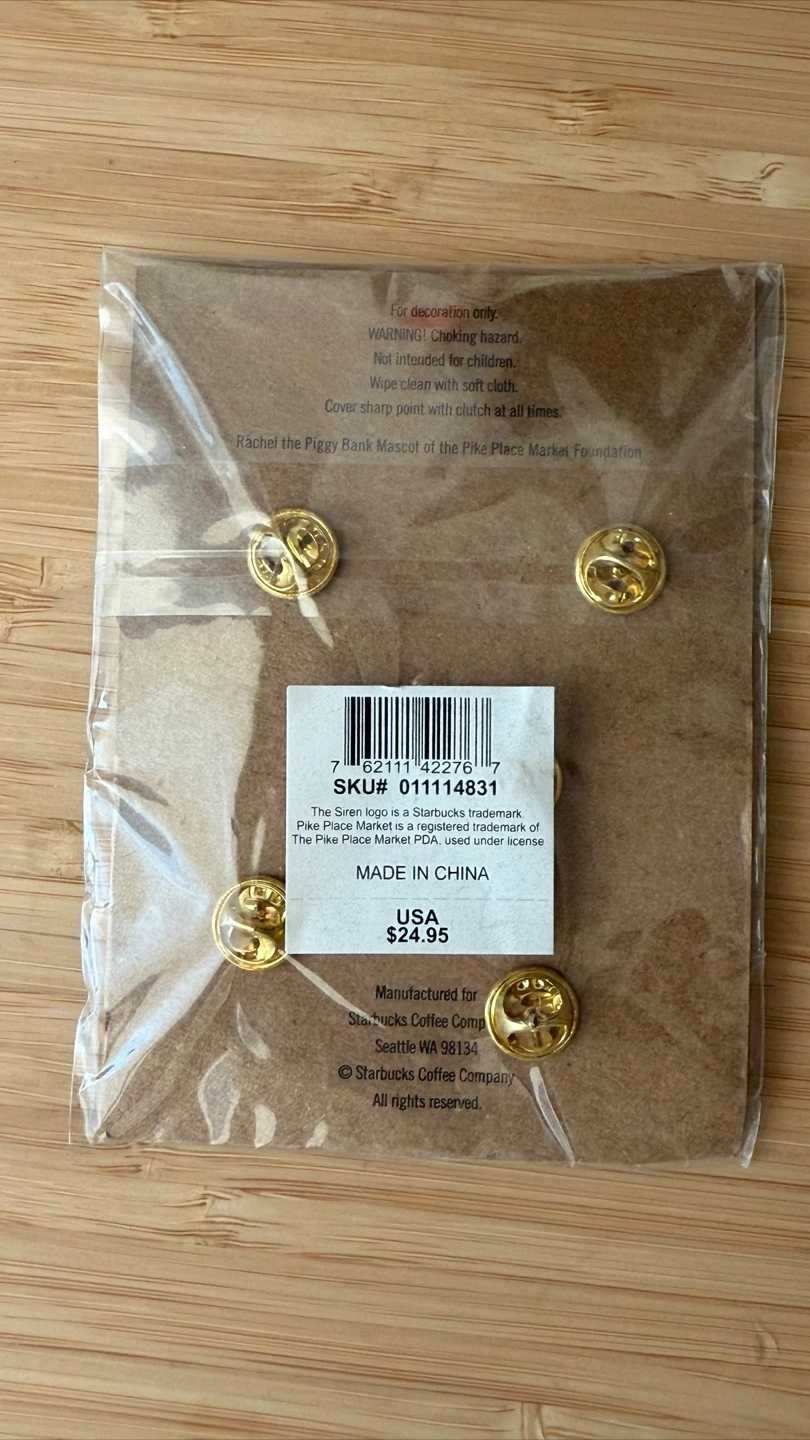 For decoration only.
WARNING! Choking hazard.
Not intended for children.
Wipe clean with soft cloth.
Cover sharp point with clutch at all times.
Rachel the Piggy Bank Mascot of the Pike Place Market Foundation
7 62111 42276 7
SKU# 011114831
The Siren logo is a Starbucks trademark.
Pike Place Market is a registered trademark of
The Pike Place Market PDA, used under license
MADE IN CHINA
USA
$24.95
Manufactured for
Starbucks Coffee Comp
Seattle WA 98134
© Starbucks Coffee Company
All rights reserved.